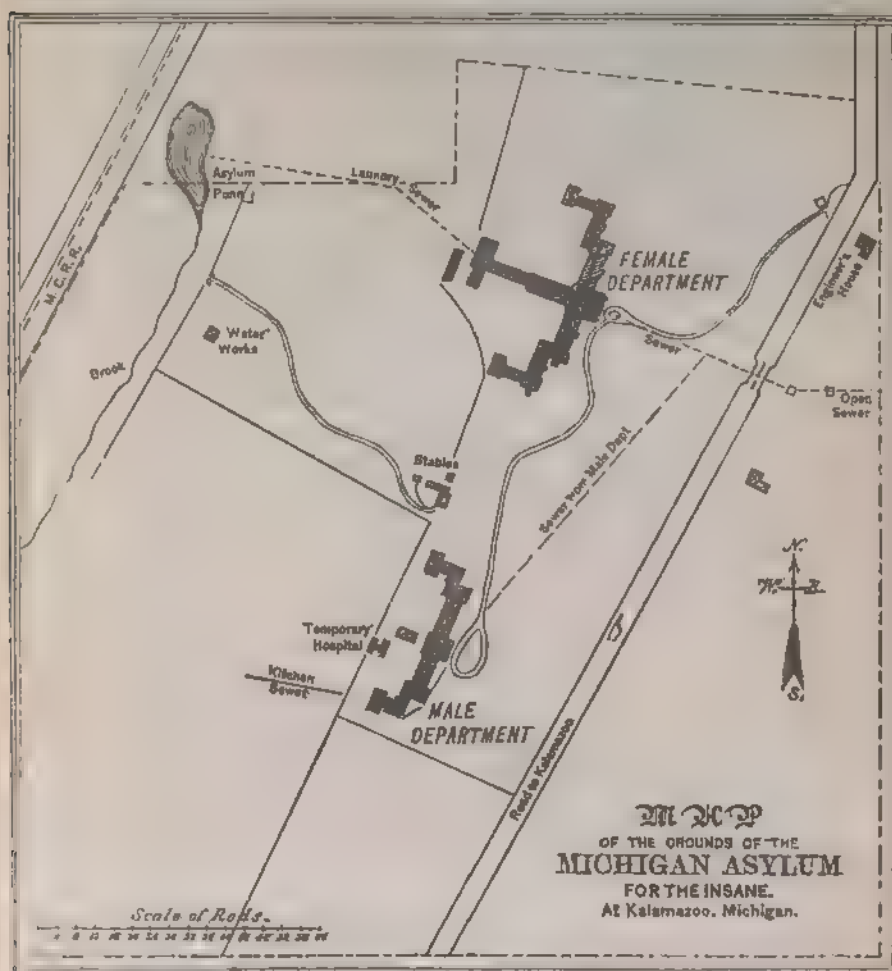 M.C.R.R.
Asylum
Pond
Laundry Sewer
FEMALE
DEPARTMENT
Engineer's
House
Water
Works
Brook
Sewer
Open
Sewer
Stables
Sewer from Male Dept
N.
W. E
S.
Temporary
Hospital
Kitchen
Sewer
MALE
DEPARTMENT
Road to Kalamazoo
MAP
OF THE GROUNDS OF THE
MICHIGAN ASYLUM
FOR THE INSANE.
At Kalamazoo, Michigan.
Scale of Rods.